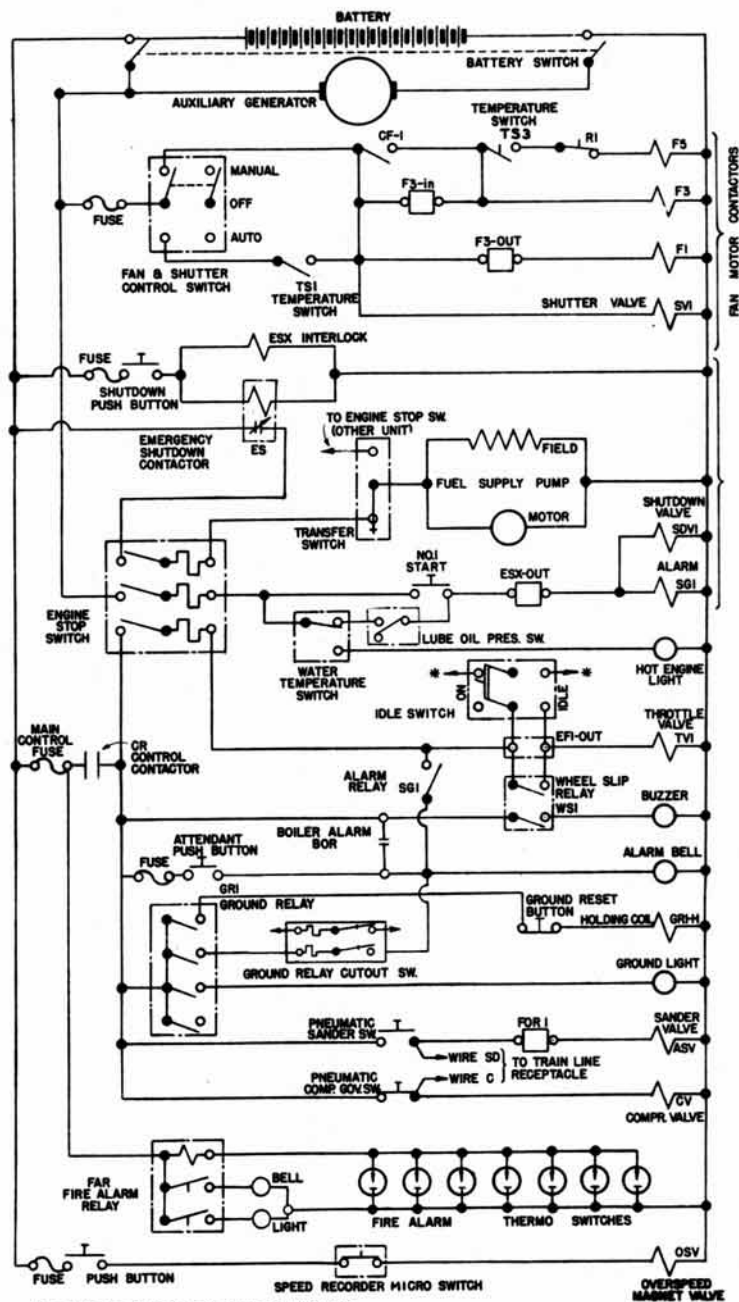 BATTERY
BATTERY SWITCH
AUXILIARY GENERATOR
TEMPERATURE
SWITCH
CF-1
TS3
R1
F5
MANUAL
F3-in
F3
OFF
FUSE
AUTO
F3-OUT
F1
FAN & SHUTTER
CONTROL SWITCH
TS1
TEMPERATURE
SWITCH
SHUTTER VALVE
SV1
FAN MOTOR CONTACTORS
ESX INTERLOCK
FUSE
SHUTDOWN
PUSH BUTTON
TO ENGINE STOP SW.
(OTHER UNIT)
EMERGENCY
SHUTDOWN
CONTACTOR
ES
FIELD
FUEL SUPPLY PUMP
MOTOR
TRANSFER
SWITCH
SHUTDOWN
VALVE
SDV1
NO.1
START
ESX-OUT
ALARM
SG1
ENGINE
STOP
SWITCH
LUBE OIL PRES. SW.
WATER
TEMPERATURE
SWITCH
HOT ENGINE
LIGHT
* ON IDLE *
IDLE SWITCH
MAIN
CONTROL
FUSE
CR CONTROL
CONTACTOR
THROTTLE
VALVE
TV1
EF1-OUT
ALARM
RELAY
SG1
WHEEL SLIP
RELAY
WS1
BUZZER
BOILER ALARM
BOR
ATTENDANT
PUSH BUTTON
FUSE
ALARM BELL
GR1
GROUND RELAY
GROUND RESET
BUTTON
HOLDING COIL
GR1-H
GROUND RELAY CUTOUT SW.
GROUND LIGHT
PNEUMATIC
SANDER SW.
FOR 1
SANDER
VALVE
ASV
WIRE SD
TO TRAIN LINE
RECEPTACLE
WIRE C
PNEUMATIC
COMP. GOV. SW.
CV
COMPR. VALVE
FAR
FIRE ALARM
RELAY
BELL
LIGHT
FIRE ALARM THERMO SWITCHES
OSV
FUSE
PUSH BUTTON
SPEED RECORDER MICRO SWITCH
OVERSPEED
MAGNET VALVE